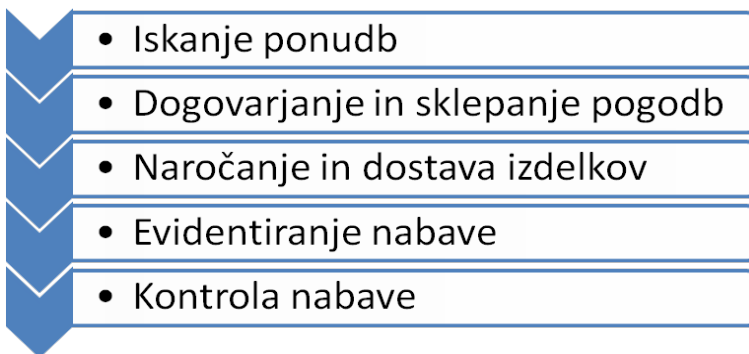 • Iskanje ponudb
• Dogovarjanje in sklepanje pogodb
• Naročanje in dostava izdelkov
• Evidentiranje nabave
• Kontrola nabave